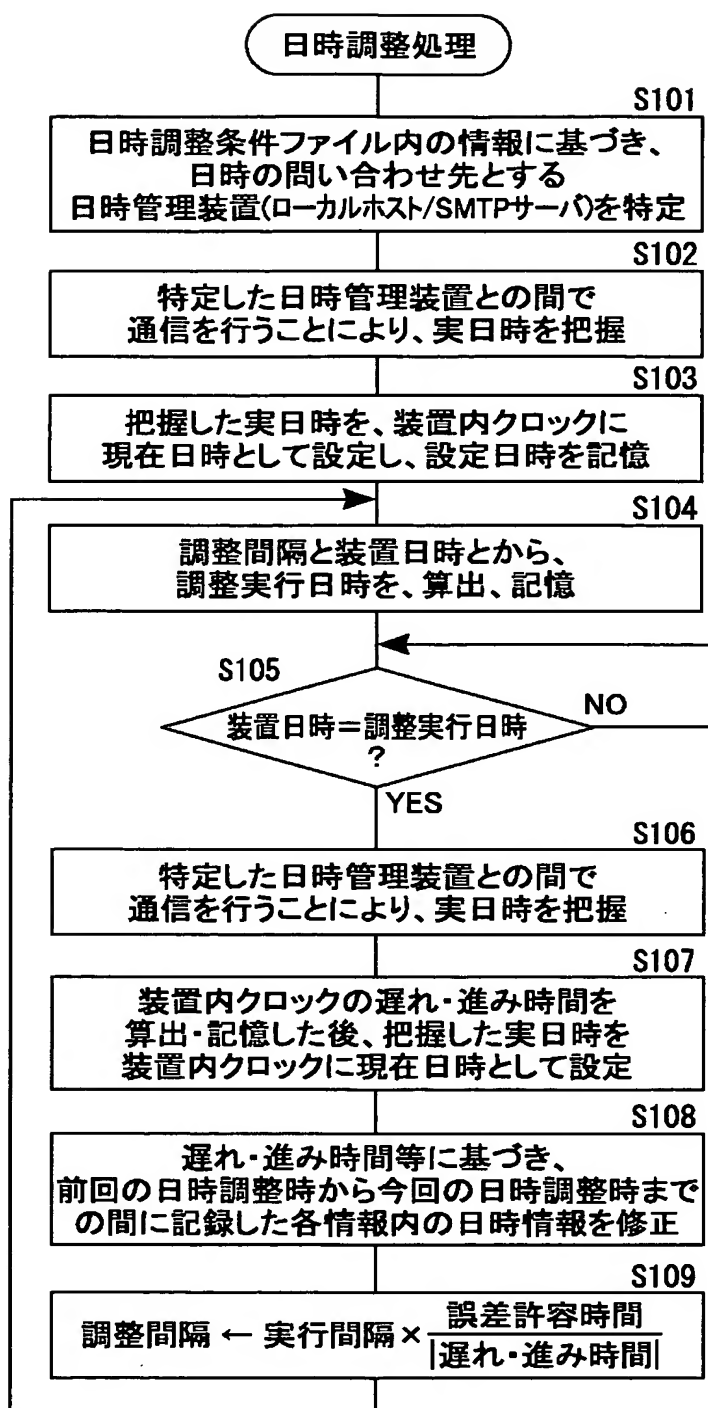 日時調整処理
S101
日時調整条件ファイル内の情報に基づき、
日時の問い合わせ先とする
日時管理装置(ローカルホスト/SMTPサーバ)を特定
S102
特定した日時管理装置との間で
通信を行うことにより、実日時を把握
S103
把握した実日時を、装置内クロックに
現在日時として設定し、設定日時を記憶
S104
調整間隔と装置日時とから、
調整実行日時を、算出、記憶
S105
装置日時＝調整実行日時
?
NO
YES
S106
特定した日時管理装置との間で
通信を行うことにより、実日時を把握
S107
装置内クロックの遅れ・進み時間を
算出・記憶した後、把握した実日時を
装置内クロックに現在日時として設定
S108
遅れ・進み時間等に基づき、
前回の日時調整時から今回の日時調整時まで
の間に記録した各情報内の日時情報を修正
S109
調整間隔 ← 実行間隔×
誤差許容時間
|遅れ・進み時間|